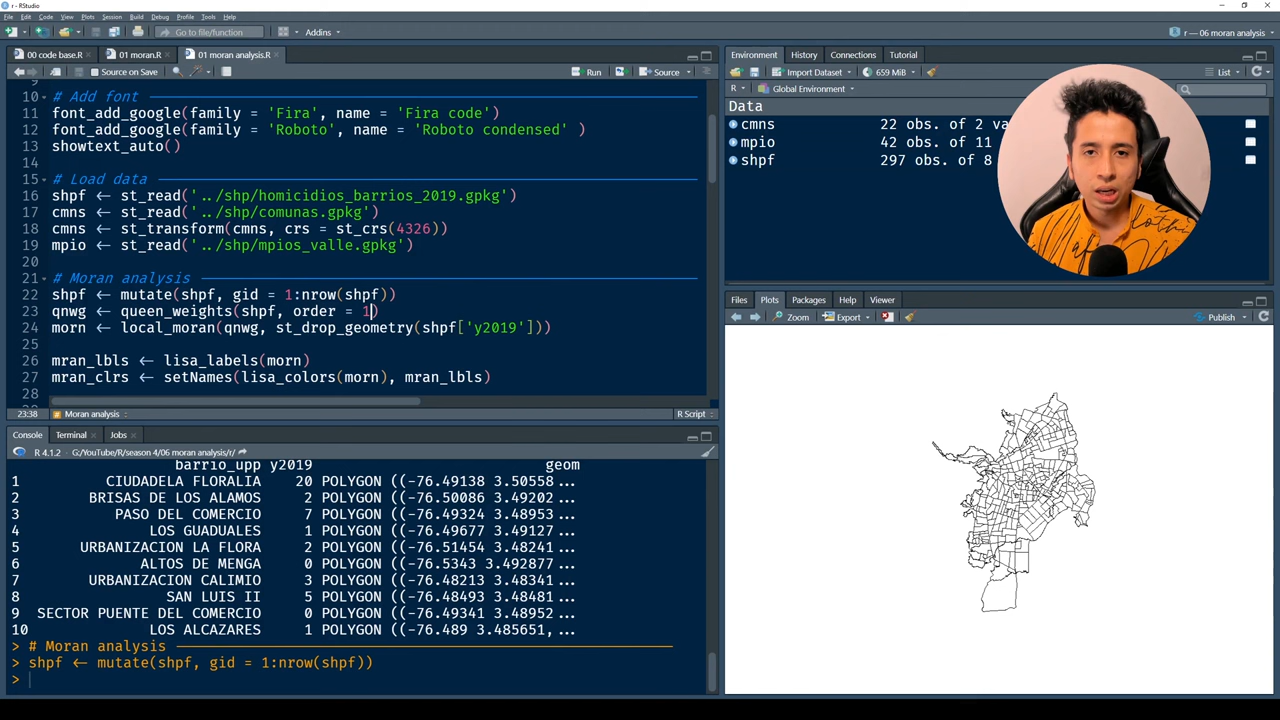 r - RStudio
File Edit Code View Plots Session Build Debug Profile Tools Help
Go to file/function
Addins
r — 06 moran analysis
00 code base.R
01 moran.R
01 moran analysis.R
Source on Save
Run
Source
9
10 # Add font
11 font_add_google(family = 'Fira', name = 'Fira code')
12 font_add_google(family = 'Roboto', name = 'Roboto condensed' )
13 showtext_auto()
14
15 # Load data
16 shpf ← st_read('../shp/homicidios_barrios_2019.gpkg')
17 cmns ← st_read('../shp/comunas.gpkg')
18 cmns ← st_transform(cmns, crs = st_crs(4326))
19 mpio ← st_read('../shp/mpios_valle.gpkg')
20
21 # Moran analysis
22 shpf ← mutate(shpf, gid = 1:nrow(shpf))
23 qnwg ← queen_weights(shpf, order = 1)
24 morn ← local_moran(qnwg, st_drop_geometry(shpf['y2019']))
25
26 mran_lbls ← lisa_labels(morn)
27 mran_clrs ← setNames(lisa_colors(morn), mran_lbls)
28
23:38
# Moran analysis
R Script
Console
Terminal
Jobs
R 4.1.2 · G:/YouTube/R/season 4/06 moran analysis/r/
barrio_upp y2019 geom
1 CIUDADELA FLORALIA 20 POLYGON ((-76.49138 3.50558 ...
2 BRISAS DE LOS ALAMOS 2 POLYGON ((-76.50086 3.49202 ...
3 PASO DEL COMERCIO 7 POLYGON ((-76.49324 3.48953 ...
4 LOS GUADUALES 1 POLYGON ((-76.49677 3.49127 ...
5 URBANIZACION LA FLORA 2 POLYGON ((-76.51454 3.48241 ...
6 ALTOS DE MENGA 0 POLYGON ((-76.5343 3.492877 ...
7 URBANIZACION CALIMIO 3 POLYGON ((-76.48213 3.48341 ...
8 SAN LUIS II 5 POLYGON ((-76.48493 3.48481 ...
9 SECTOR PUENTE DEL COMERCIO 0 POLYGON ((-76.49341 3.48952 ...
10 LOS ALCAZARES 1 POLYGON ((-76.489 3.485651, ...
> # Moran analysis
> shpf ← mutate(shpf, gid = 1:nrow(shpf))
>
Environment
History
Connections
Tutorial
Import Dataset
659 MiB
List
R
Global Environment
Data
cmns 22 obs. of 2 va
mpio 42 obs. of 11
shpf 297 obs. of 8
Files
Plots
Packages
Help
Viewer
Zoom
Export
Publish